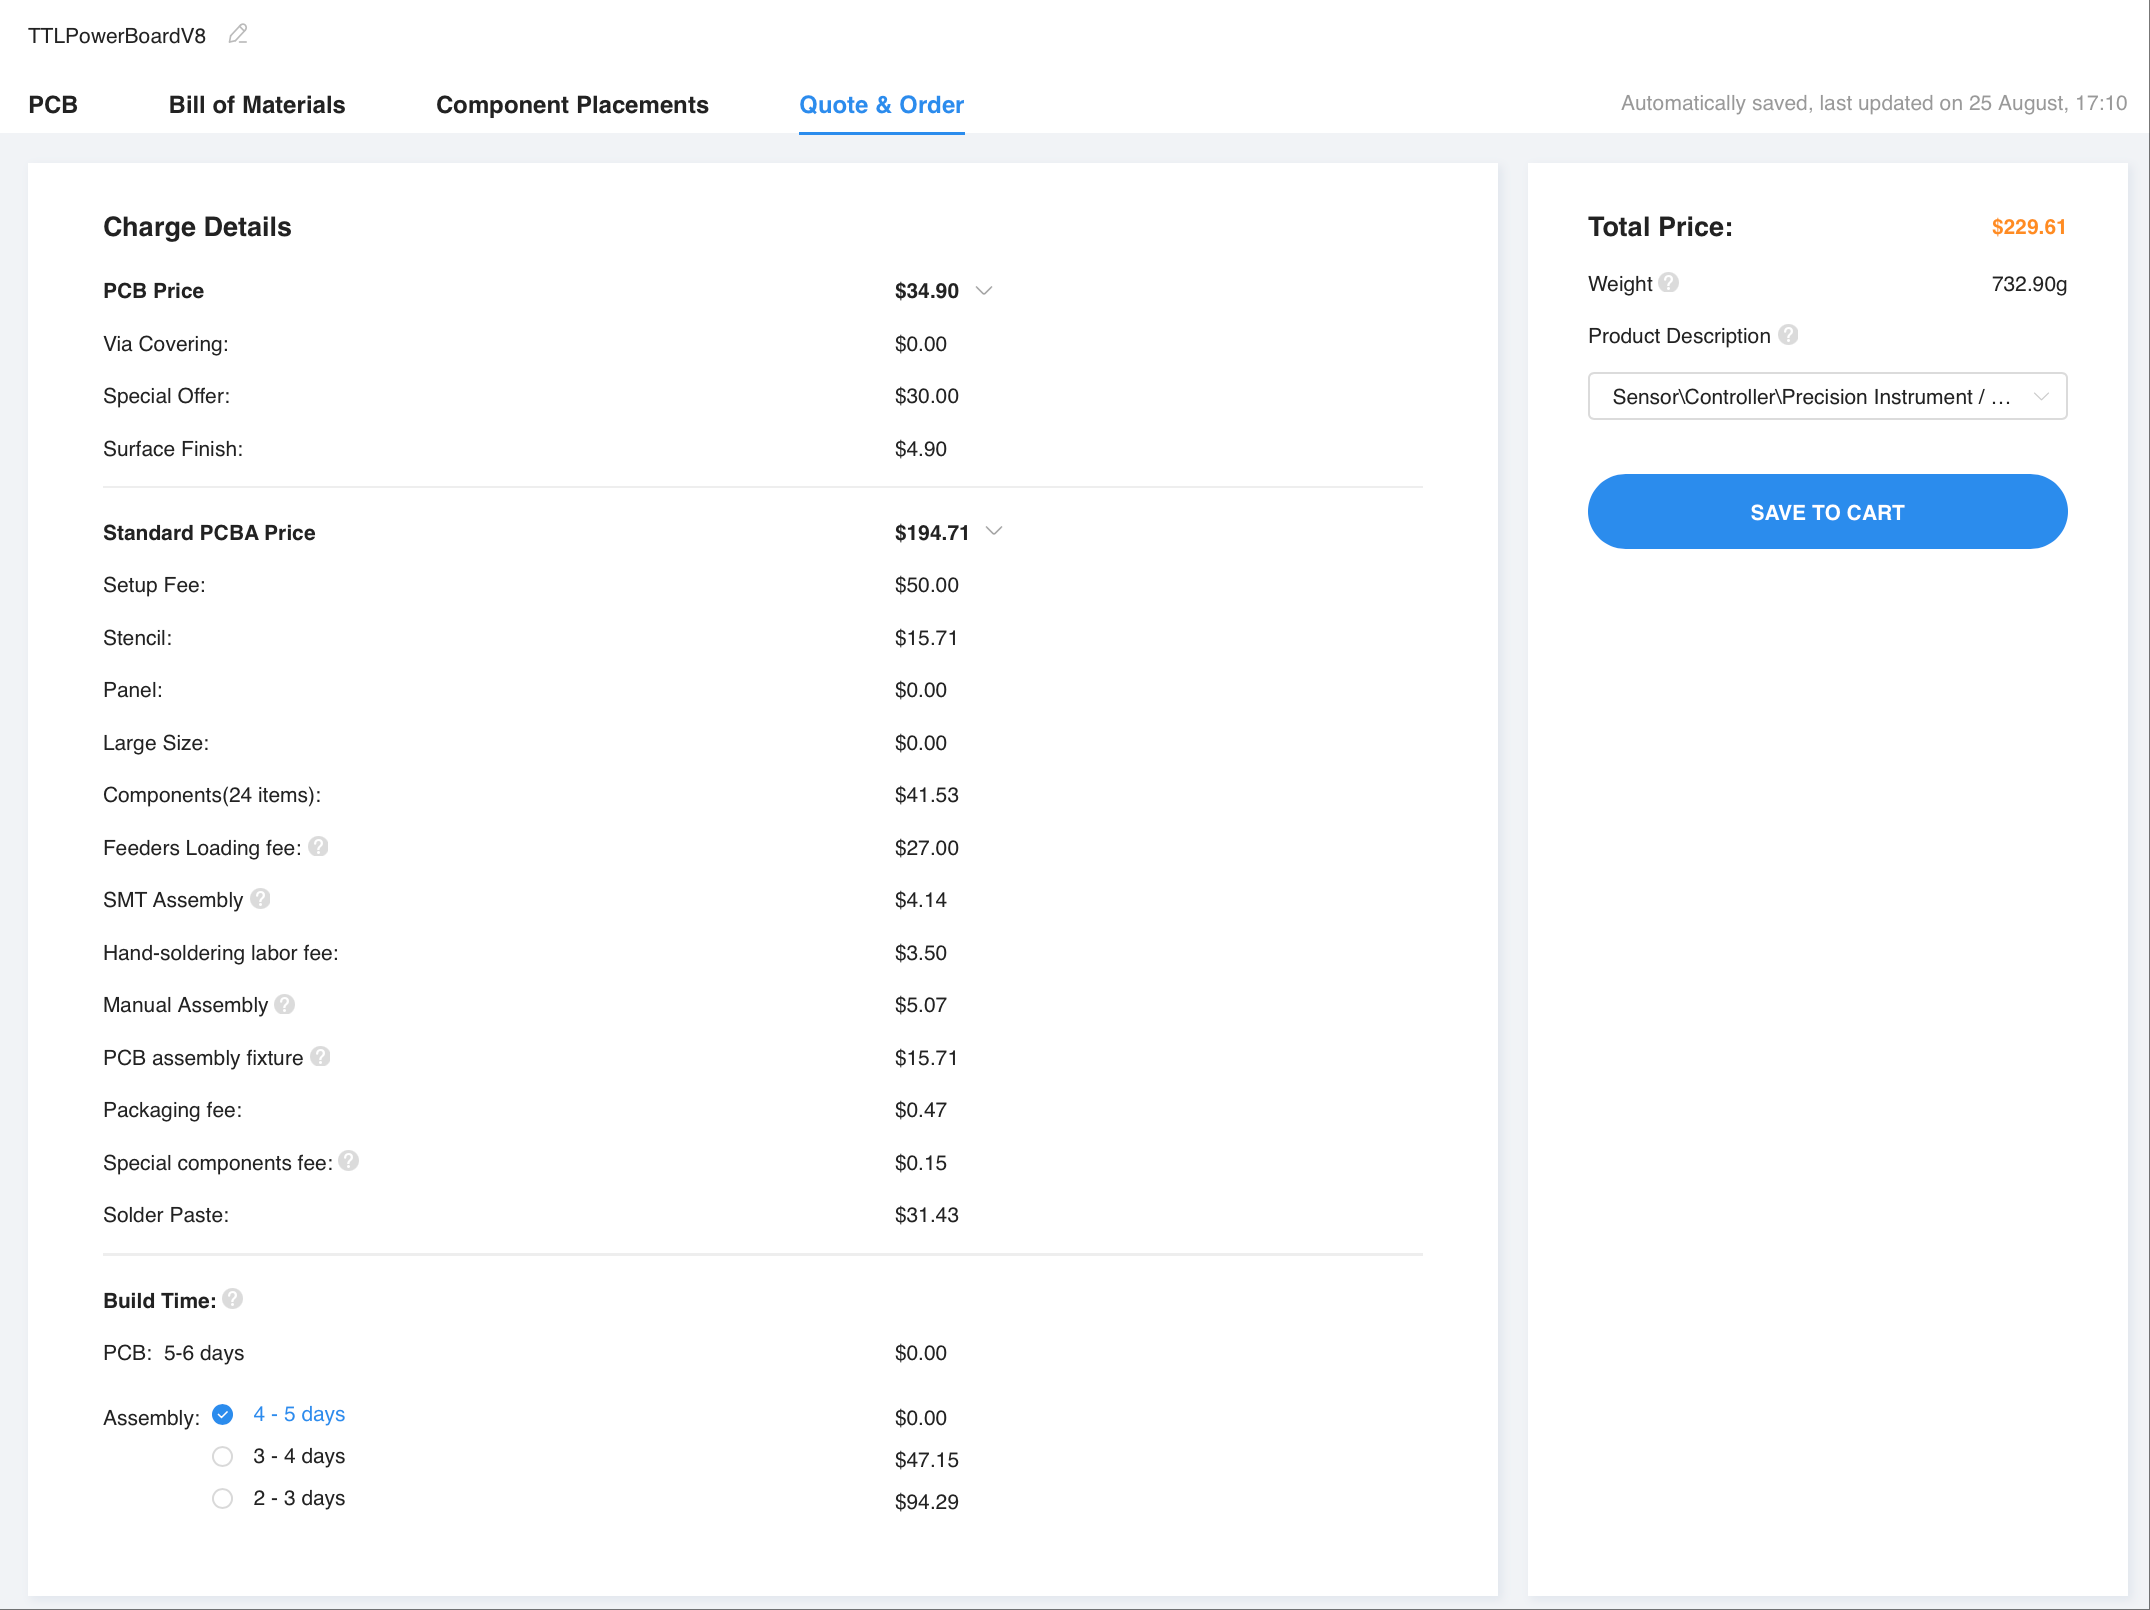 TTLPowerBoardV8
PCB Bill of Materials Component Placements Quote & Order Automatically saved, last updated on 25 August, 17:10
Charge Details
PCB Price $34.90
Via Covering: $0.00
Special Offer: $30.00
Surface Finish: $4.90
Standard PCBA Price $194.71
Setup Fee: $50.00
Stencil: $15.71
Panel: $0.00
Large Size: $0.00
Components(24 items): $41.53
Feeders Loading fee: ? $27.00
SMT Assembly ? $4.14
Hand-soldering labor fee: $3.50
Manual Assembly ? $5.07
PCB assembly fixture ? $15.71
Packaging fee: $0.47
Special components fee: ? $0.15
Solder Paste: $31.43
Build Time: ?
PCB: 5-6 days $0.00
Assembly: 4 - 5 days $0.00
3 - 4 days $47.15
2 - 3 days $94.29
Total Price: $229.61
Weight ? 732.90g
Product Description ?
Sensor\Controller\Precision Instrument / ...
SAVE TO CART